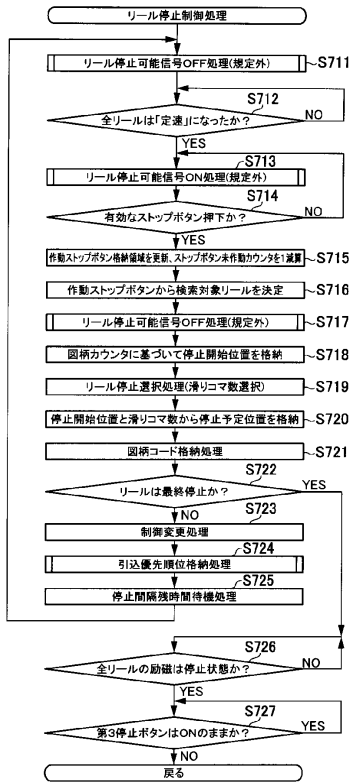 リール停止制御処理
リール停止可能信号OFF処理(規定外)
S711
S712
全リールは「定速」になったか?
NO
YES
S713
リール停止可能信号ON処理(規定外)
S714
有効なストップボタン押下か?
NO
YES
作動ストップボタン格納領域を更新、ストップボタン未作動カウンタを1減算
S715
作動ストップボタンから検索対象リールを決定
S716
リール停止可能信号OFF処理(規定外)
S717
図柄カウンタに基づいて停止開始位置を格納
S718
リール停止選択処理(滑りコマ数選択)
S719
停止開始位置と滑りコマ数から停止予定位置を格納
S720
図柄コード格納処理
S721
S722
リールは最終停止か?
YES
NO
S723
制御変更処理
S724
引込優先順位格納処理
S725
停止間隔残時間待機処理
S726
全リールの励磁は停止状態か?
NO
YES
S727
第3停止ボタンはONのままか?
YES
NO
戻る